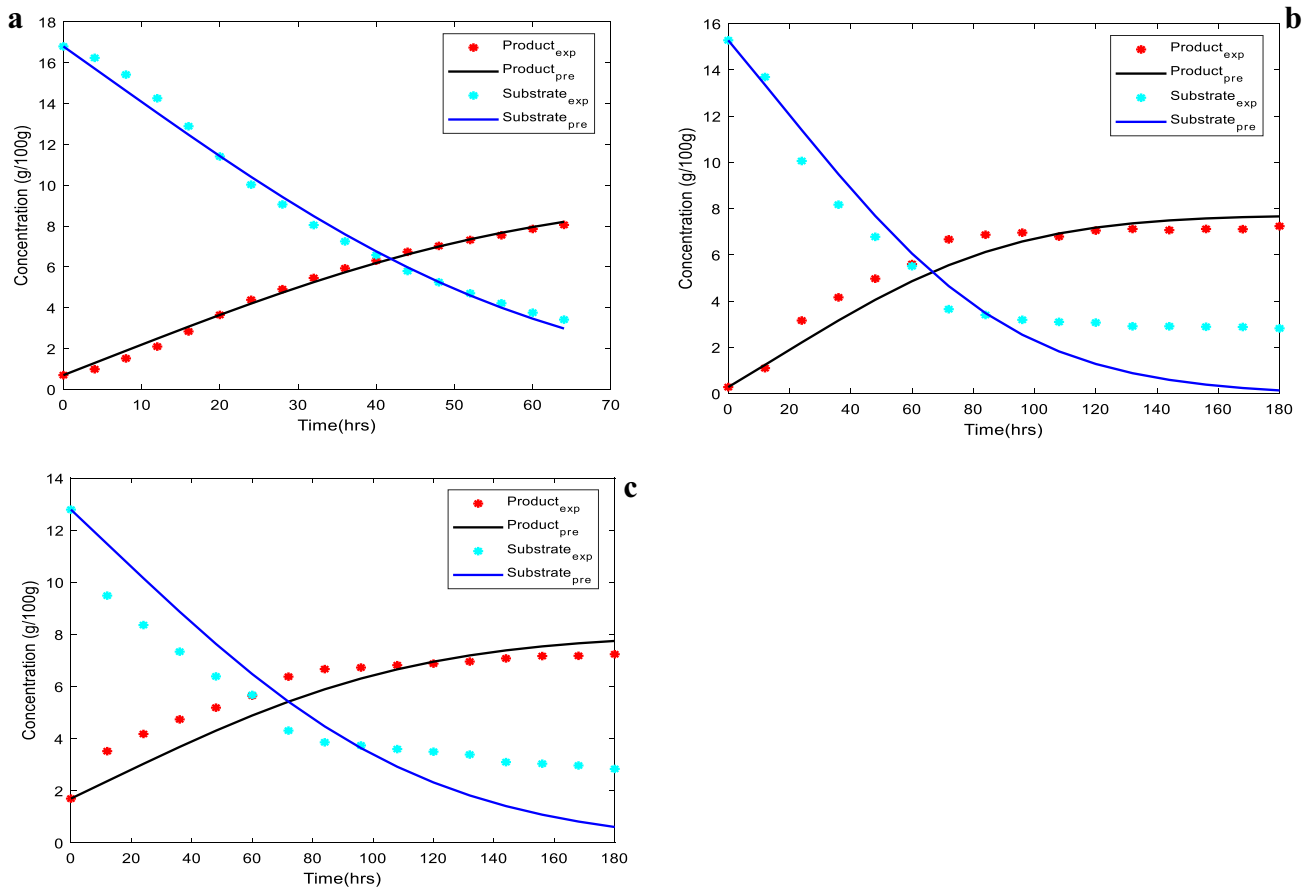 a
18
16
14
12
10
8
6
4
2
0
Concentration (g/100g)
0 10 20 30 40 50 60 70
Time(hrs)
Product_exp
Product_pre
Substrate_exp
Substrate_pre
b
16
14
12
10
8
6
4
2
0
Concentration (g/100g)
0 20 40 60 80 100 120 140 160 180
Time(hrs)
Product_exp
Product_pre
Substrate_exp
Substrate_pre
c
14
12
10
8
6
4
2
0
Concentration (g/100g)
0 20 40 60 80 100 120 140 160 180
Time(hrs)
Product_exp
Product_pre
Substrate_exp
Substrate_pre